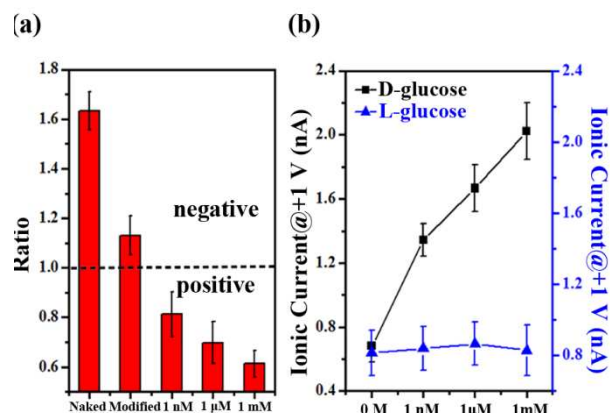 (a)
(b)
1.8
1.6
1.4
1.2
1.0
0.8
0.6
Ratio
negative
positive
Naked Modified 1 nM 1 μM 1 mM
2.4
2.0
1.6
1.2
0.8
0.4
Ionic Current@+1 V (nA)
D-glucose
L-glucose
0 M 1 nM 1uM 1mM
2.4
2.0
1.6
1.2
0.8
Ionic Current@+1 V (nA)